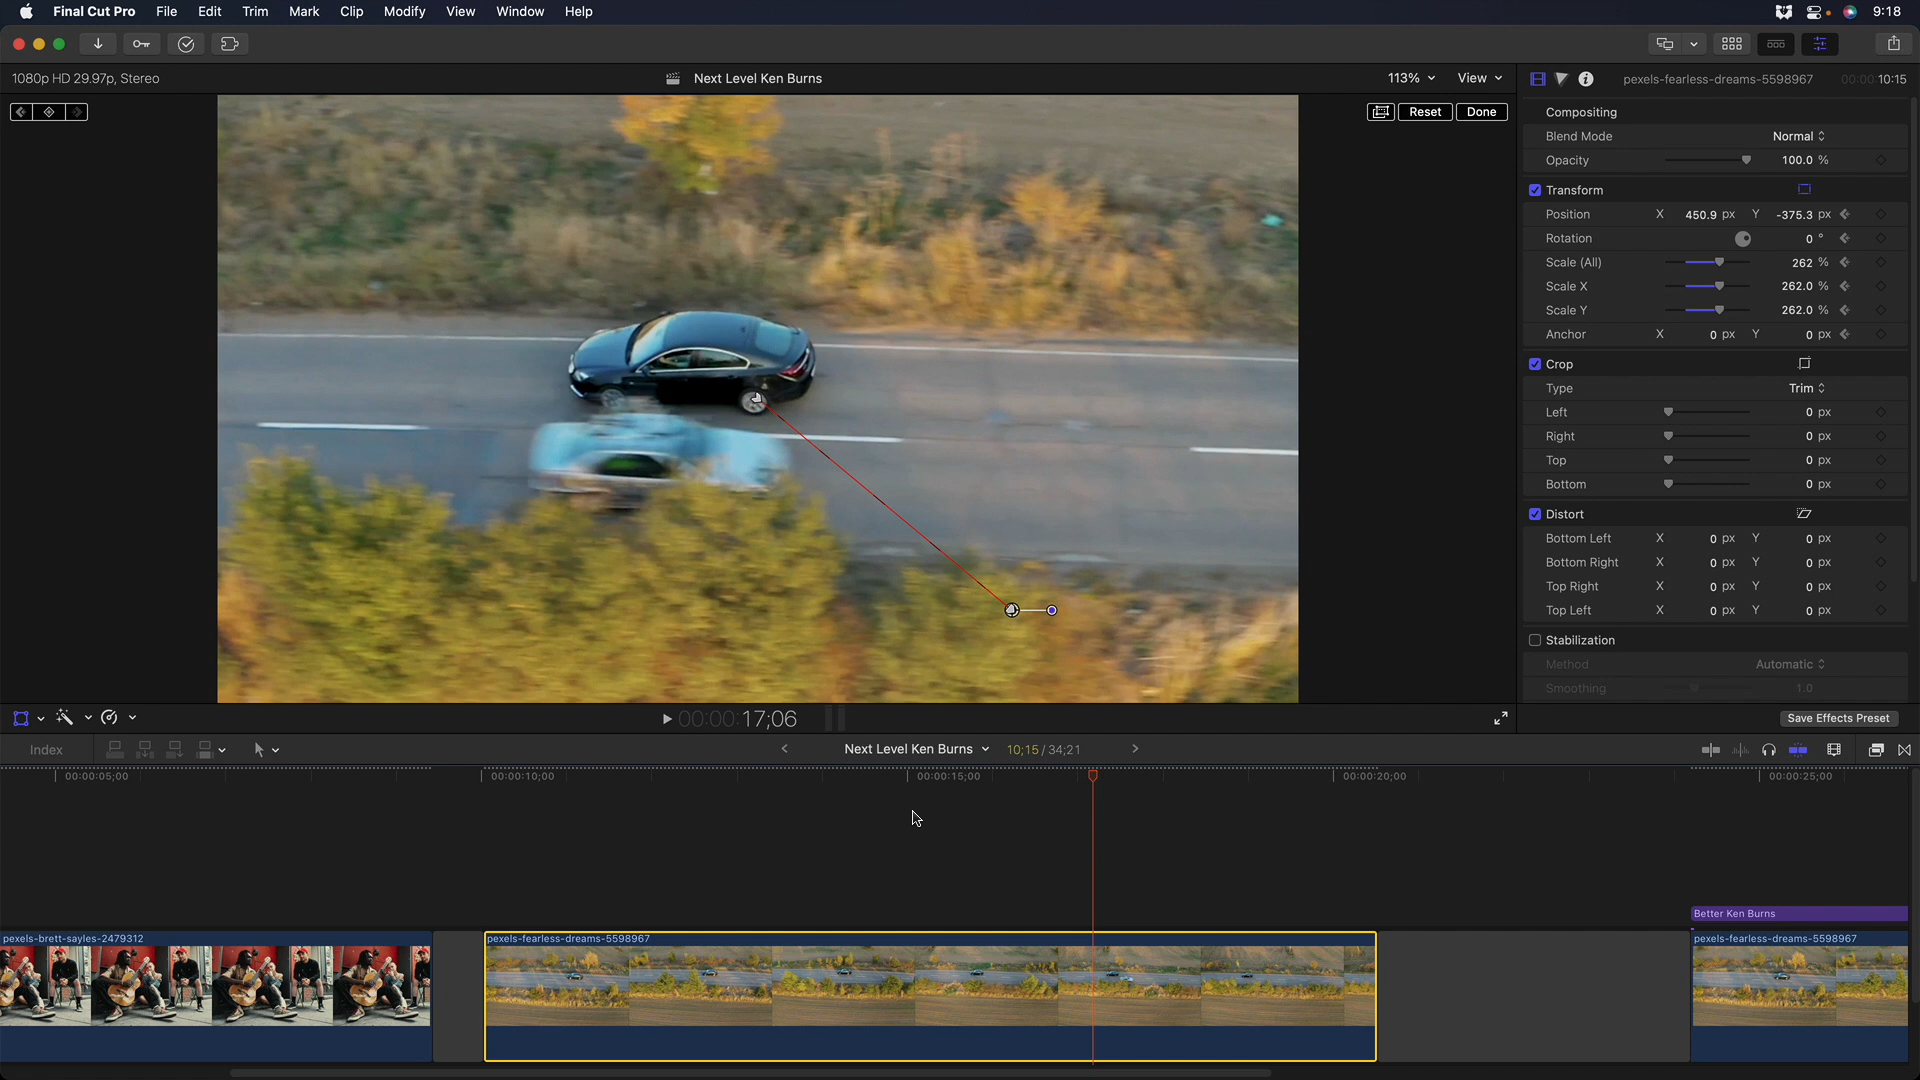 Final Cut Pro File Edit Trim Mark Clip Modify View Window Help 9:18
1080p HD 29.97p, Stereo Next Level Ken Burns 113% View pexels-fearless-dreams-5598967 00:00:10:15
Reset Done
Compositing
Blend Mode Normal
Opacity 100.0 %
Transform
Position X 450.9 px Y -375.3 px
Rotation 0 °
Scale (All) 262 %
Scale X 262.0 %
Scale Y 262.0 %
Anchor X 0 px Y 0 px
Crop
Type Trim
Left 0 px
Right 0 px
Top 0 px
Bottom 0 px
Distort
Bottom Left X 0 px Y 0 px
Bottom Right X 0 px Y 0 px
Top Right X 0 px Y 0 px
Top Left X 0 px Y 0 px
Stabilization
Method Automatic
Smoothing 1.0
00:00:17;06 Save Effects Preset
Index Next Level Ken Burns 10;15 / 34;21
00:00:05;00 00:00:10;00 00:00:15;00 00:00:20;00 00:00:25;00
Better Ken Burns
pexels-brett-sayles-2479312 pexels-fearless-dreams-5598967 pexels-fearless-dreams-5598967